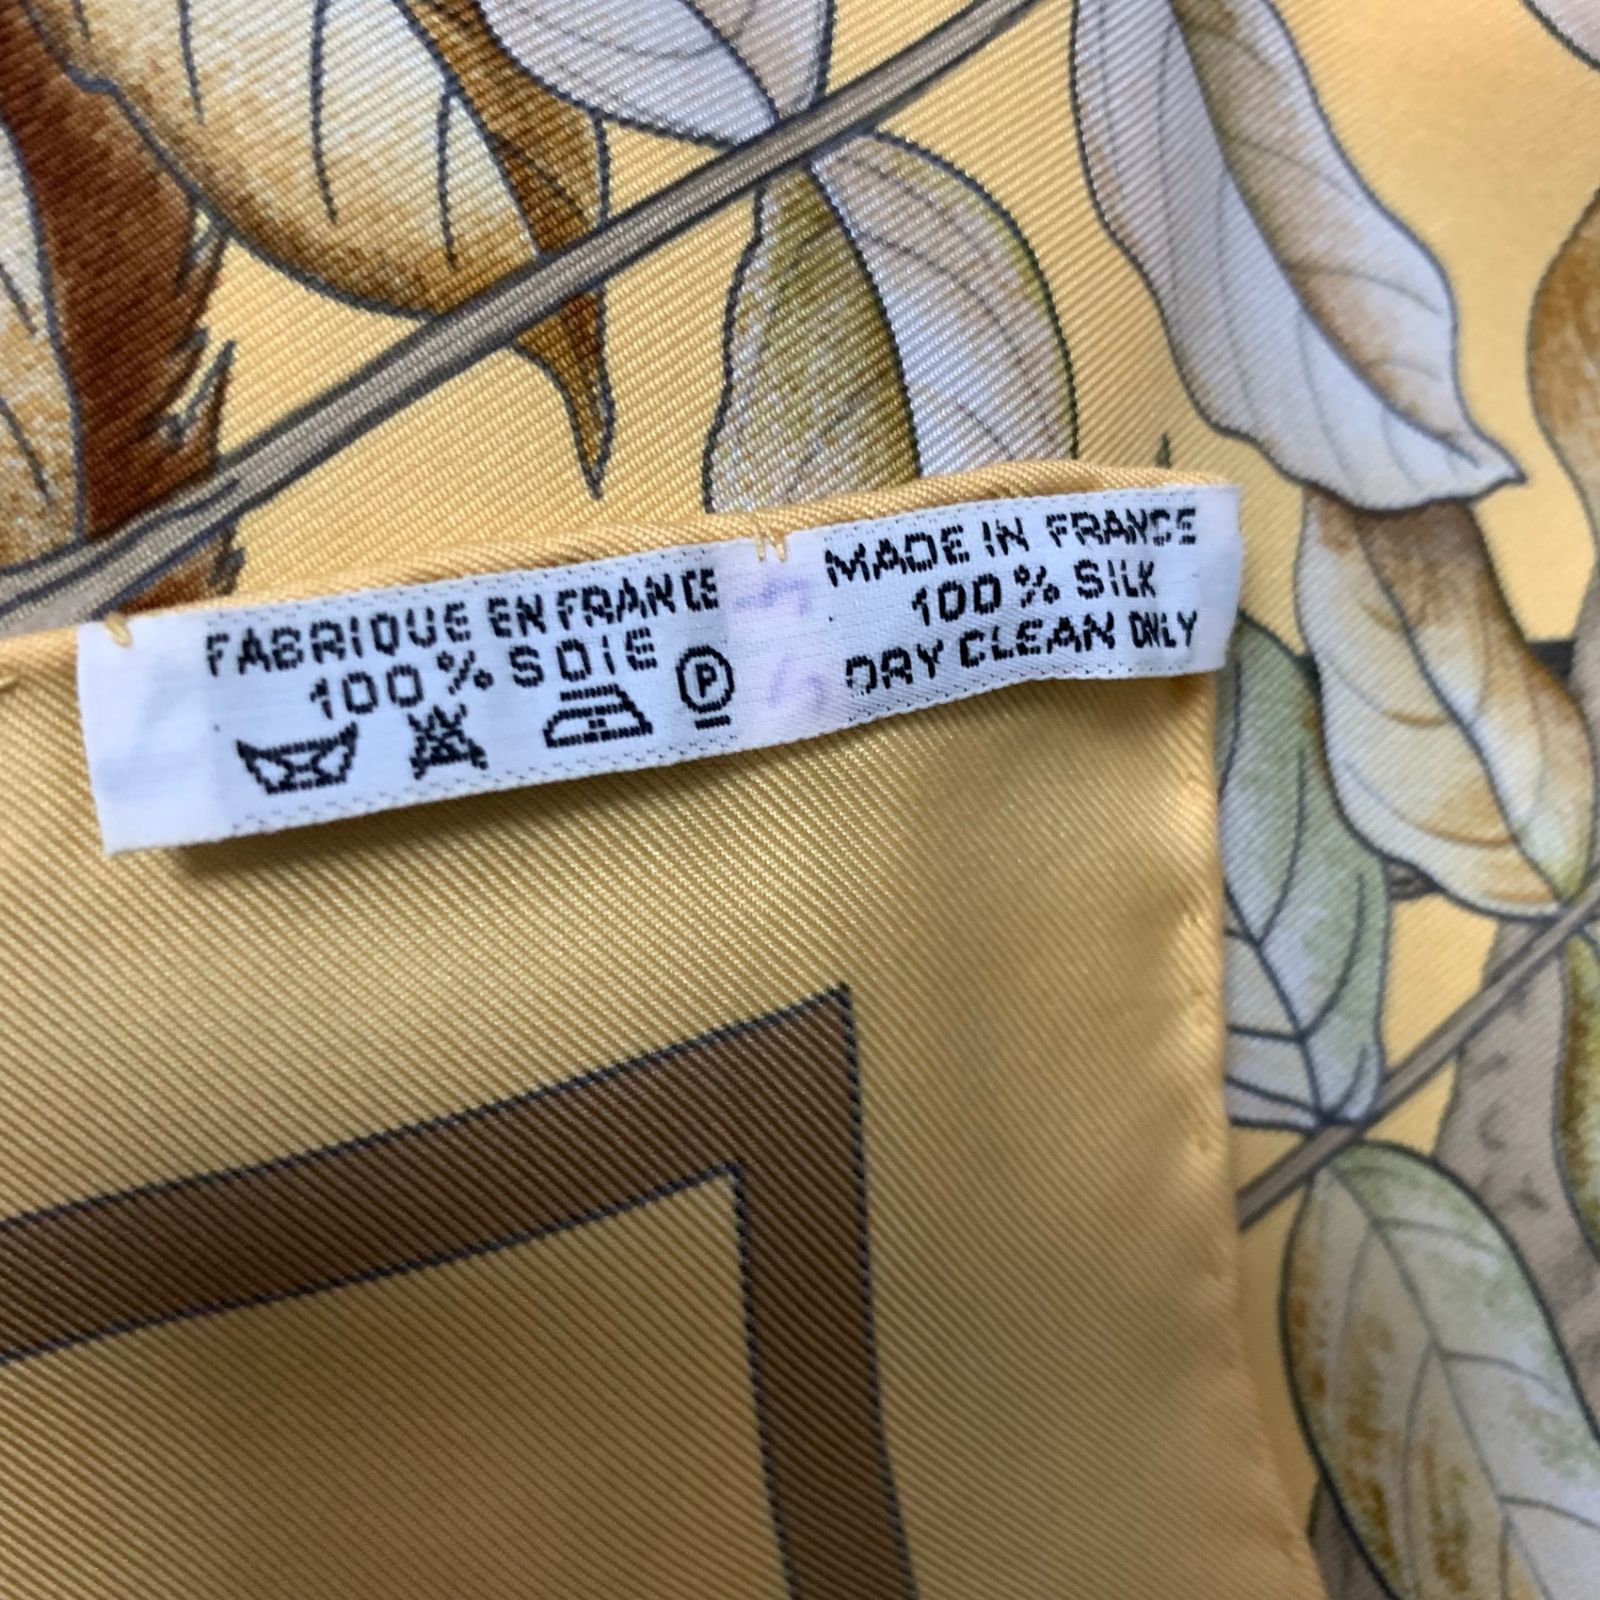 FABRIQUE EN FRANCE
100% SOIE
P
MADE IN FRANCE
100% SILK
DRY CLEAN ONLY